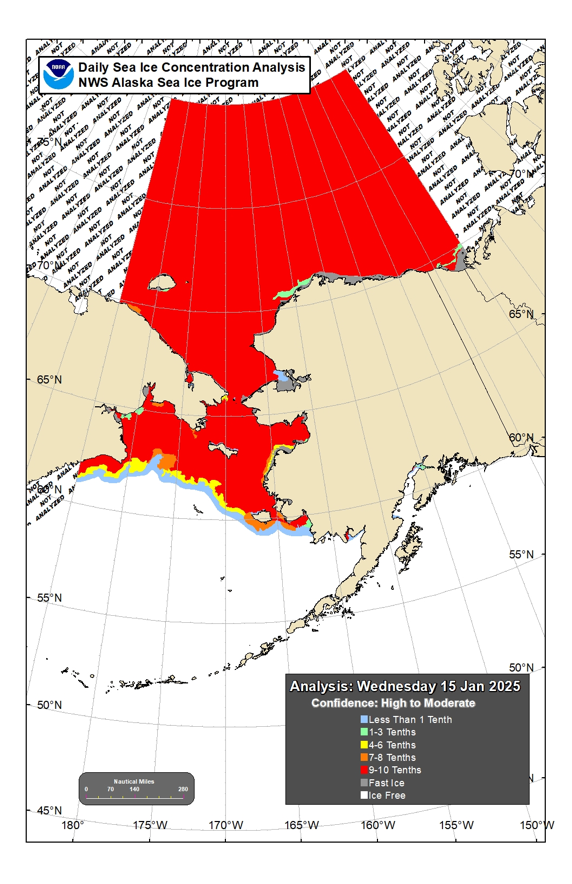 NOAA
Daily Sea Ice Concentration Analysis
NWS Alaska Sea Ice Program
NOT ANALYZED
75°N
70°N
70°N
65°N
65°N
60°N
60°N
55°N
55°N
50°N
50°N
45°N
Analysis: Wednesday 15 Jan 2025
Confidence: High to Moderate
Less Than 1 Tenth
1-3 Tenths
4-6 Tenths
7-8 Tenths
9-10 Tenths
Fast Ice
Ice Free
Nautical Miles
0 70 140 280
180° 175°W 170°W 165°W 160°W 155°W 150°W